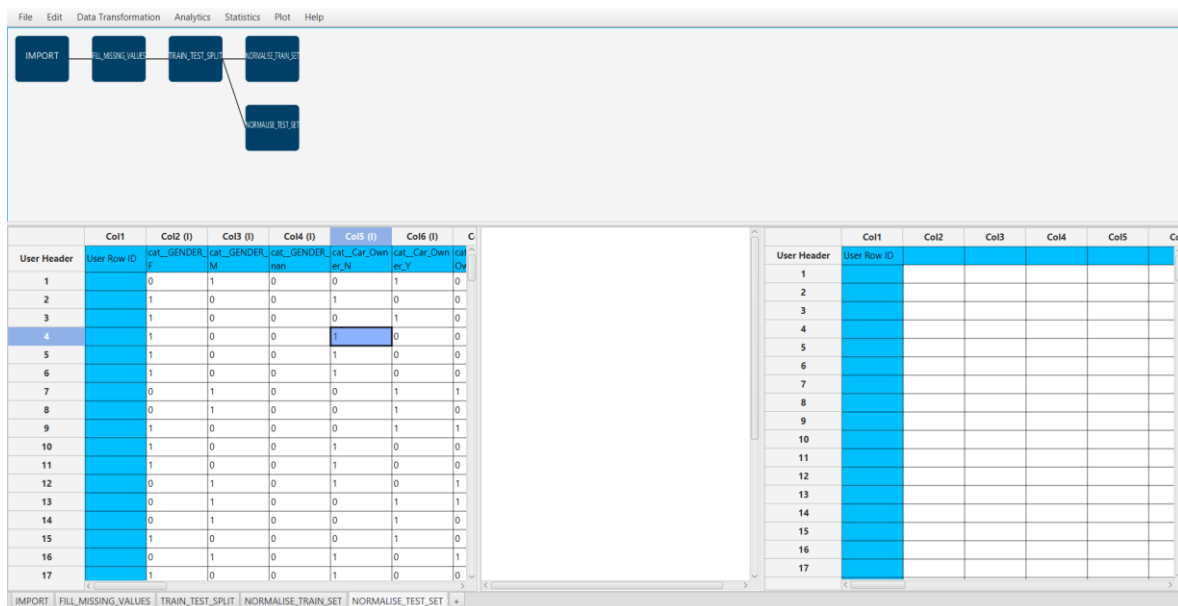 File Edit Data Transformation Analytics Statistics Plot Help
IMPORT FILL_MISSING_VALUES TRAIN_TEST_SPLIT NORMALISE_TRAIN_SET
NORMALISE_TEST_SET
Col1 Col2 (I) Col3 (I) Col4 (I) Col5 (I) Col6 (I) C
User Header User Row ID cat__GENDER_F cat__GENDER_M cat__GENDER_nan cat__Car_Owner_N cat__Car_Owner_Y cat Ow
1 0 1 0 0 1 0
2 1 0 0 1 0 0
3 1 0 0 0 1 0
4 1 0 0 1 0 0
5 1 0 0 1 0 0
6 1 0 0 1 0 0
7 0 1 0 0 1 1
8 0 1 0 0 1 0
9 1 0 0 0 1 1
10 1 0 0 1 0 0
11 1 0 0 1 0 0
12 0 1 0 1 0 1
13 0 1 0 0 1 1
14 0 1 0 0 1 0
15 1 0 0 0 1 0
16 0 1 0 1 0 1
17 1 0 0 1 0 0
Col1 Col2 Col3 Col4 Col5 Co
User Header User Row ID
1
2
3
4
5
6
7
8
9
10
11
12
13
14
15
16
17
IMPORT FILL_MISSING_VALUES TRAIN_TEST_SPLIT NORMALISE_TRAIN_SET NORMALISE_TEST_SET +